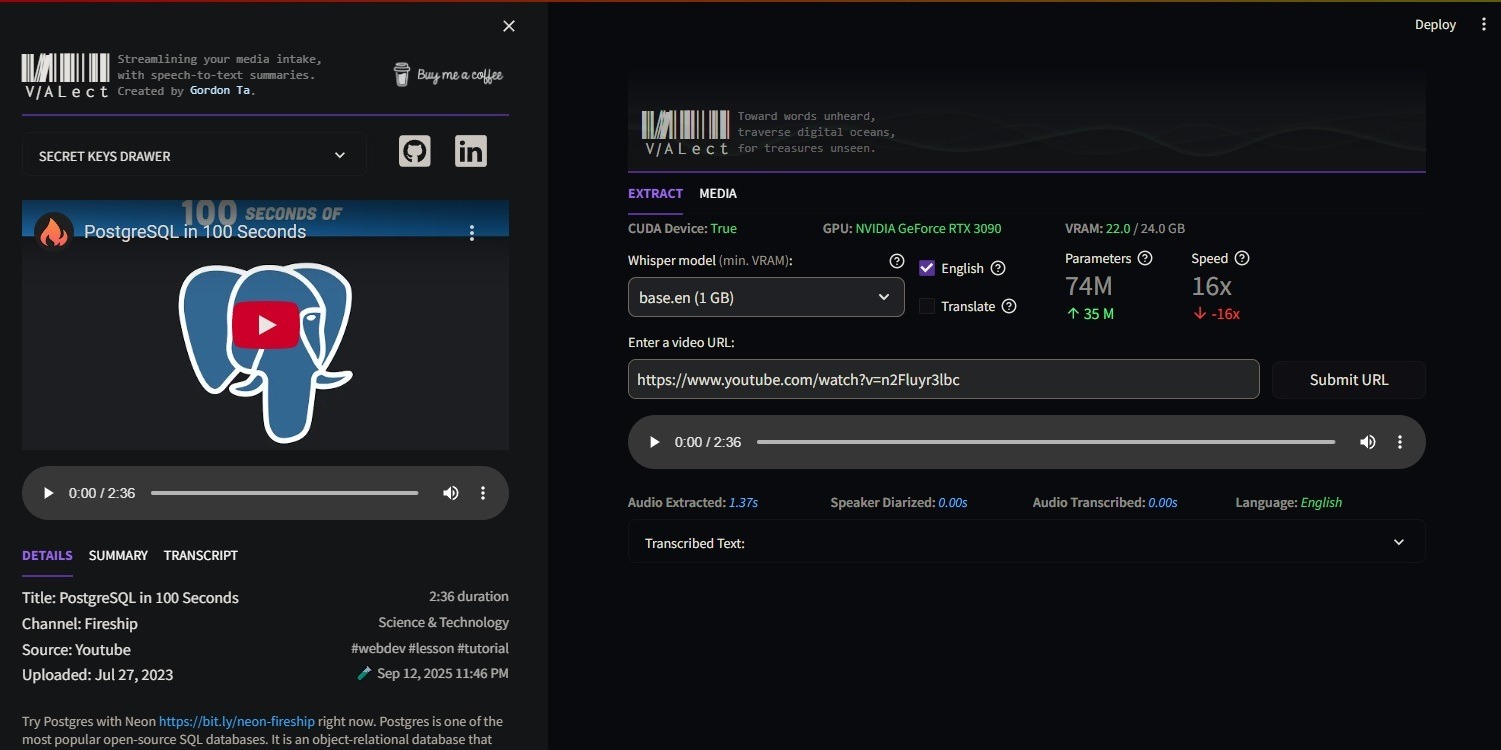 Streamlining your media intake,
with speech-to-text summaries.
Created by Gordon Ta.
V/ALect
Buy me a coffee
SECRET KEYS DRAWER
100 SECONDS OF
PostgreSQL in 100 Seconds
0:00 / 2:36
DETAILS SUMMARY TRANSCRIPT
Title: PostgreSQL in 100 Seconds
2:36 duration
Channel: Fireship
Science & Technology
Source: Youtube
#webdev #lesson #tutorial
Uploaded: Jul 27, 2023
Sep 12, 2025 11:46 PM
Try Postgres with Neon https://bit.ly/neon-fireship right now. Postgres is one of the
most popular open-source SQL databases. It is an object-relational database that
Deploy
Toward words unheard,
traverse digital oceans,
for treasures unseen.
V/ALect
EXTRACT MEDIA
CUDA Device: True
GPU: NVIDIA GeForce RTX 3090
VRAM: 22.0 / 24.0 GB
Whisper model (min. VRAM):
base.en (1 GB)
English
Translate
Parameters
74M
↑ 35 M
Speed
16x
↓ -16x
Enter a video URL:
https://www.youtube.com/watch?v=n2Fluyr3lbc
Submit URL
0:00 / 2:36
Audio Extracted: 1.37s
Speaker Diarized: 0.00s
Audio Transcribed: 0.00s
Language: English
Transcribed Text: